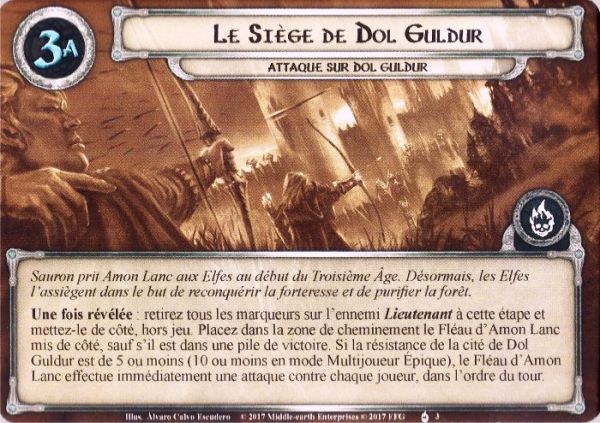 3A
LE SIÈGE DE DOL GULDUR
ATTAQUE SUR DOL GULDUR
Sauron prit Amon Lanc aux Elfes au début du Troisième Âge. Désormais, les Elfes
l'assiègent dans le but de reconquérir la forteresse et de purifier la forêt.
Une fois révélée : retirez tous les marqueurs sur l'ennemi Lieutenant à cette étape et
mettez-le de côté, hors jeu. Placez dans la zone de cheminement le Fléau d'Amon Lanc
mis de côté, sauf s'il est dans une pile de victoire. Si la résistance de la cité de Dol
Guldur est de 5 ou moins (10 ou moins en mode Multijoueur Épique), le Fléau d'Amon
Lanc effectue immédiatement une attaque contre chaque joueur, dans l'ordre du tour.
Illus. Álvaro Calvo Escudero © 2017 Middle-earth Enterprises © 2017 FFG 3